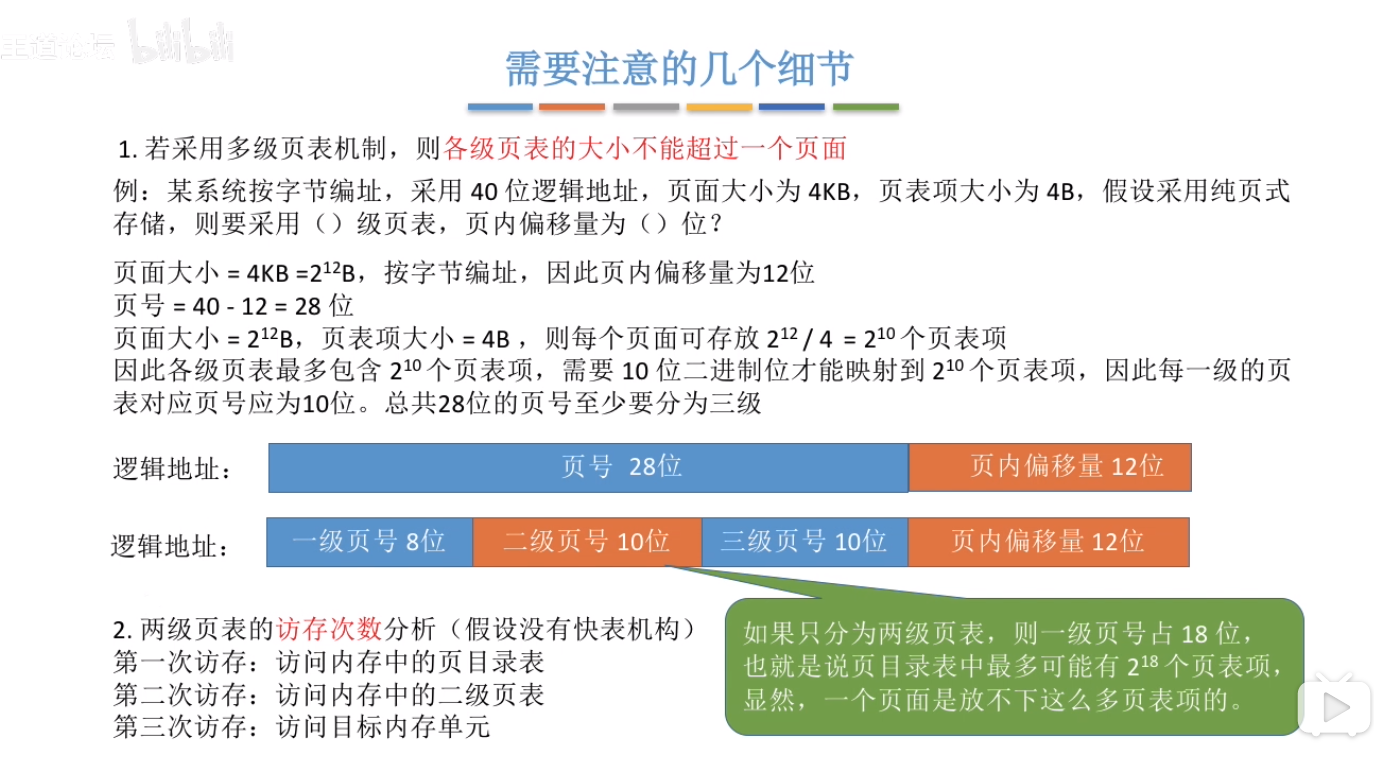 王道论坛 bilibili
需要注意的几个细节
1. 若采用多级页表机制，则各级页表的大小不能超过一个页面
例：某系统按字节编址，采用 40 位逻辑地址，页面大小为 4KB，页表项大小为 4B，假设采用纯页式
存储，则要采用（）级页表，页内偏移量为（）位？
页面大小 = 4KB =2¹²B，按字节编址，因此页内偏移量为12位
页号 = 40 - 12 = 28 位
页面大小 = 2¹²B，页表项大小 = 4B ，则每个页面可存放 2¹² / 4 = 2¹⁰ 个页表项
因此各级页表最多包含 2¹⁰ 个页表项，需要 10 位二进制位才能映射到 2¹⁰ 个页表项，因此每一级的页
表对应页号应为10位。总共28位的页号至少要分为三级
逻辑地址： 页号 28位 页内偏移量 12位
逻辑地址： 一级页号 8位 二级页号 10位 三级页号 10位 页内偏移量 12位
2. 两级页表的访存次数分析（假设没有快表机构）
第一次访存：访问内存中的页目录表
第二次访存：访问内存中的二级页表
第三次访存：访问目标内存单元
如果只分为两级页表，则一级页号占 18 位，
也就是说页目录表中最多可能有 2¹⁸ 个页表项，
显然，一个页面是放不下这么多页表项的。